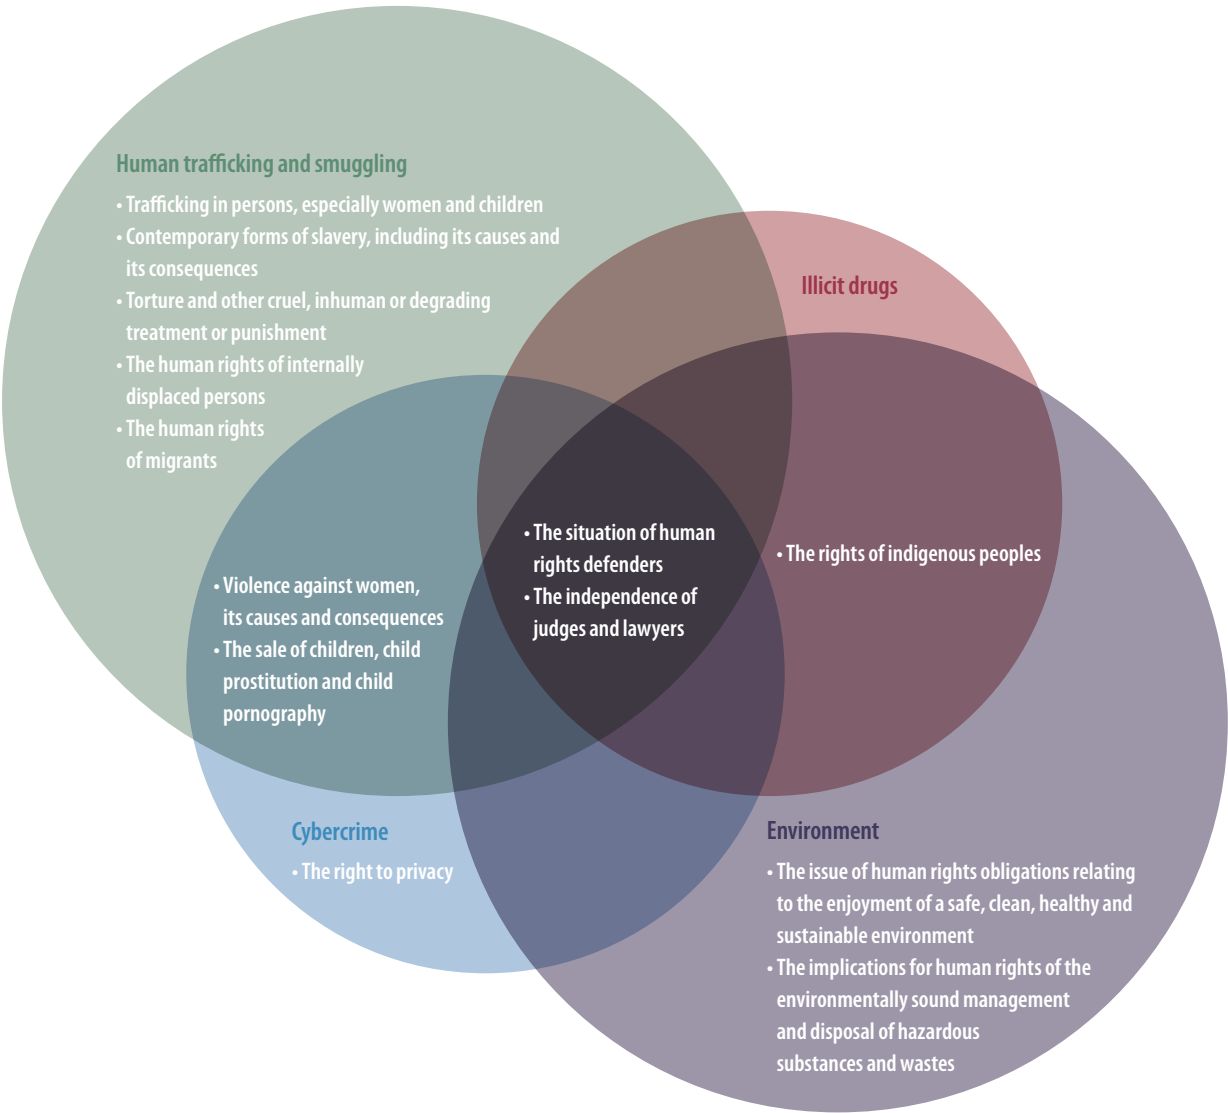 Human trafficking and smuggling
• Trafficking in persons, especially women and children
• Contemporary forms of slavery, including its causes and
its consequences
• Torture and other cruel, inhuman or degrading
treatment or punishment
• The human rights of internally
displaced persons
• The human rights
of migrants
Illicit drugs
• The situation of human
rights defenders
• The independence of
judges and lawyers
• The rights of indigenous peoples
• Violence against women,
its causes and consequences
• The sale of children, child
prostitution and child
pornography
Cybercrime
• The right to privacy
Environment
• The issue of human rights obligations relating
to the enjoyment of a safe, clean, healthy and
sustainable environment
• The implications for human rights of the
environmentally sound management
and disposal of hazardous
substances and wastes